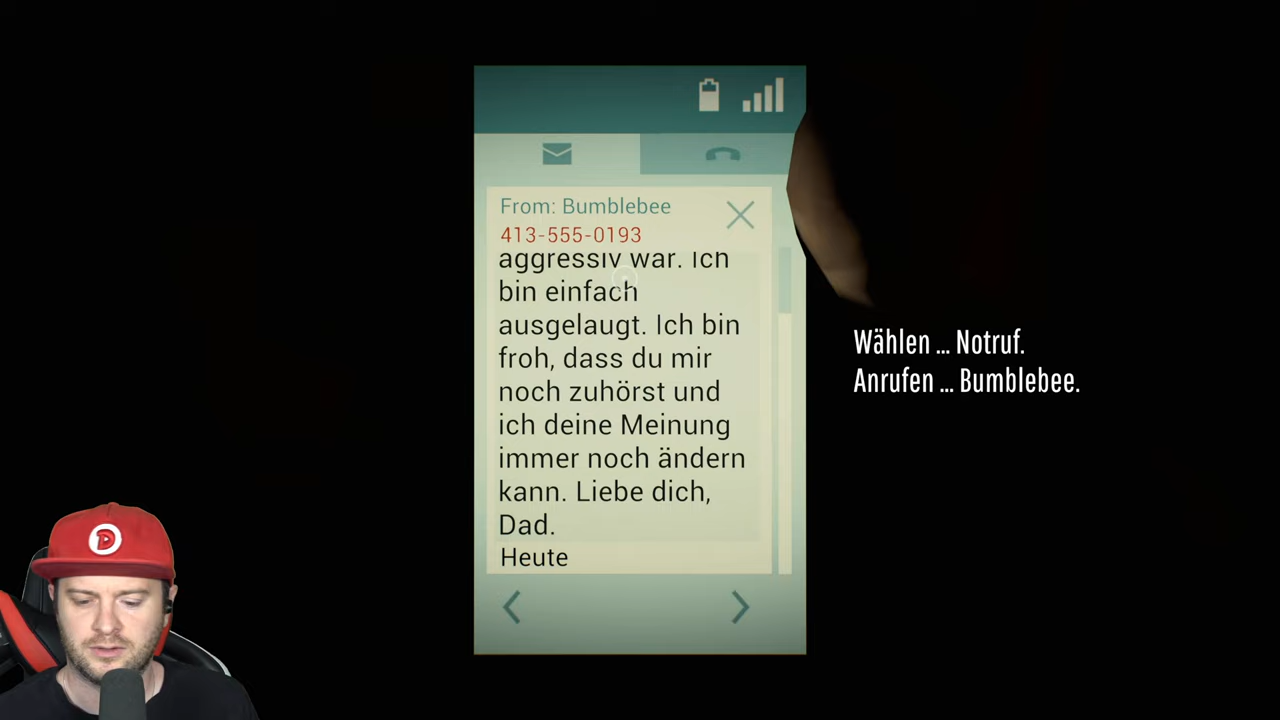 From: Bumblebee
413-555-0193
aggressiv war. Ich
bin einfach
ausgelaugt. Ich bin
froh, dass du mir
noch zuhörst und
ich deine Meinung
immer noch ändern
kann. Liebe dich,
Dad.
Heute
Wählen ... Notruf.
Anrufen ... Bumblebee.
D